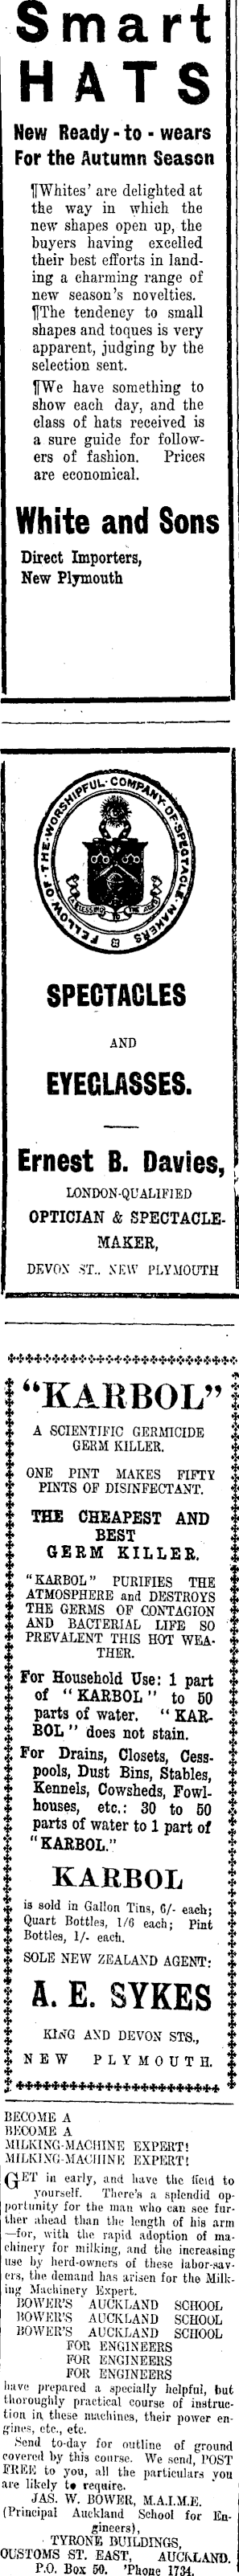 Smart
HATS
New Ready-to-wears
For the Autumn Season
¶Whites' are delighted at
the way in which the
new shapes open up, the
buyers having excelled
their best efforts in land-
ing a charming range of
new season's novelties.
¶The tendency to small
shapes and toques is very
apparent, judging by the
selection sent.
¶We have something to
show each day, and the
class of hats received is
a sure guide for follow-
ers of fashion. Prices
are economical.
White and Sons
Direct Importers,
New Plymouth
FELLOW·OF·THE·WORSHIPFUL·COMPANY·OF·SPECTACLE·MAKERS
A BLESSING TO THE AGED
SPECTACLES
AND
EYEGLASSES.
Ernest B. Davies,
LONDON-QUALIFIED
OPTICIAN & SPECTACLE-
MAKER,
DEVON ST., NEW PLYMOUTH
"KARBOL"
A SCIENTIFIC GERMICIDE
GERM KILLER.
ONE PINT MAKES FIFTY
PINTS OF DISINFECTANT.
THE CHEAPEST AND
BEST
GERM KILLER.
"KARBOL" PURIFIES THE
ATMOSPHERE and DESTROYS
THE GERMS OF CONTAGION
AND BACTERIAL LIFE SO
PREVALENT THIS HOT WEA-
THER.
For Household Use: 1 part
of "KARBOL" to 50
parts of water. "KAR-
BOL" does not stain.
For Drains, Closets, Cess-
pools, Dust Bins, Stables,
Kennels, Cowsheds, Fowl-
houses, etc.: 30 to 50
parts of water to 1 part of
"KARBOL."
KARBOL
is sold in Gallon Tins, 6/- each;
Quart Bottles, 1/6 each; Pint
Bottles, 1/- each.
SOLE NEW ZEALAND AGENT:
A. E. SYKES
KING AND DEVON STS.,
NEW PLYMOUTH.
BECOME A
BECOME A
MILKING-MACHINE EXPERT!
MILKING-MACHINE EXPERT!
GET in early, and have the field to
yourself. There's a splendid op-
portunity for the man who can see fur-
ther ahead than the length of his arm
—for, with the rapid adoption of ma-
chinery for milking, and the increasing
use by herd-owners of these labor-sav-
ers, the demand has arisen for the Milk-
ing Machinery Expert.
BOWER'S AUCKLAND SCHOOL
BOWER'S AUCKLAND SCHOOL
BOWER'S AUCKLAND SCHOOL
FOR ENGINEERS
FOR ENGINEERS
FOR ENGINEERS
have prepared a specially helpful, but
thoroughly practical course of instruc-
tion in these machines, their power en-
gines, etc., etc.
Send to-day for outline of ground
covered by this course. We send, POST
FREE to you, all the particulars you
are likely to require.
JAS. W. BOWER, M.A.I.M.E.
(Principal Auckland School for En-
gineers),
TYRONE BUILDINGS,
OUSTOMS ST. EAST, AUCKLAND.
P.O. Box 50. 'Phone 1734.